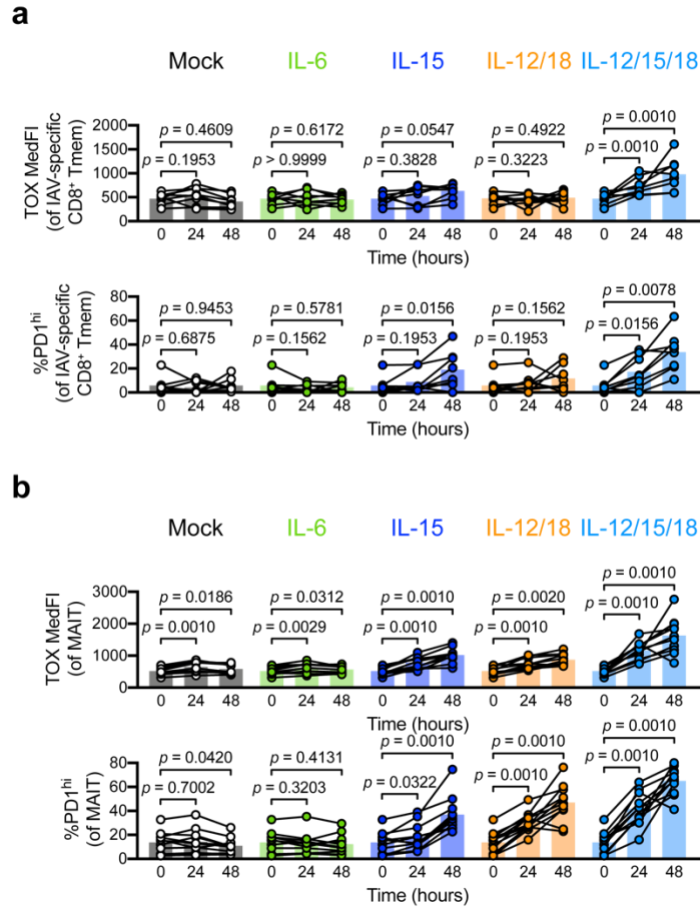 a
Mock IL-6 IL-15 IL-12/18 IL-12/15/18
TOX MedFI
(of IAV-specific
CD8+ Tmem)
2000
1500
1000
500
0
p = 0.4609 p = 0.6172 p = 0.0547 p = 0.4922 p = 0.0010
p = 0.1953 p > 0.9999 p = 0.3828 p = 0.3223 p = 0.0010
0 24 48 0 24 48 0 24 48 0 24 48 0 24 48
Time (hours)
%PD1hi
(of IAV-specific
CD8+ Tmem)
80
60
40
20
0
p = 0.9453 p = 0.5781 p = 0.0156 p = 0.1562 p = 0.0078
p = 0.6875 p = 0.1562 p = 0.1953 p = 0.1953 p = 0.0156
0 24 48 0 24 48 0 24 48 0 24 48 0 24 48
Time (hours)
b
Mock IL-6 IL-15 IL-12/18 IL-12/15/18
TOX MedFI
(of MAIT)
3000
2000
1000
0
p = 0.0186 p = 0.0312 p = 0.0010 p = 0.0020 p = 0.0010
p = 0.0010 p = 0.0029 p = 0.0010 p = 0.0010 p = 0.0010
0 24 48 0 24 48 0 24 48 0 24 48 0 24 48
Time (hours)
%PD1hi
(of MAIT)
80
60
40
20
0
p = 0.0420 p = 0.4131 p = 0.0010 p = 0.0010 p = 0.0010
p = 0.7002 p = 0.3203 p = 0.0322 p = 0.0010 p = 0.0010
0 24 48 0 24 48 0 24 48 0 24 48 0 24 48
Time (hours)